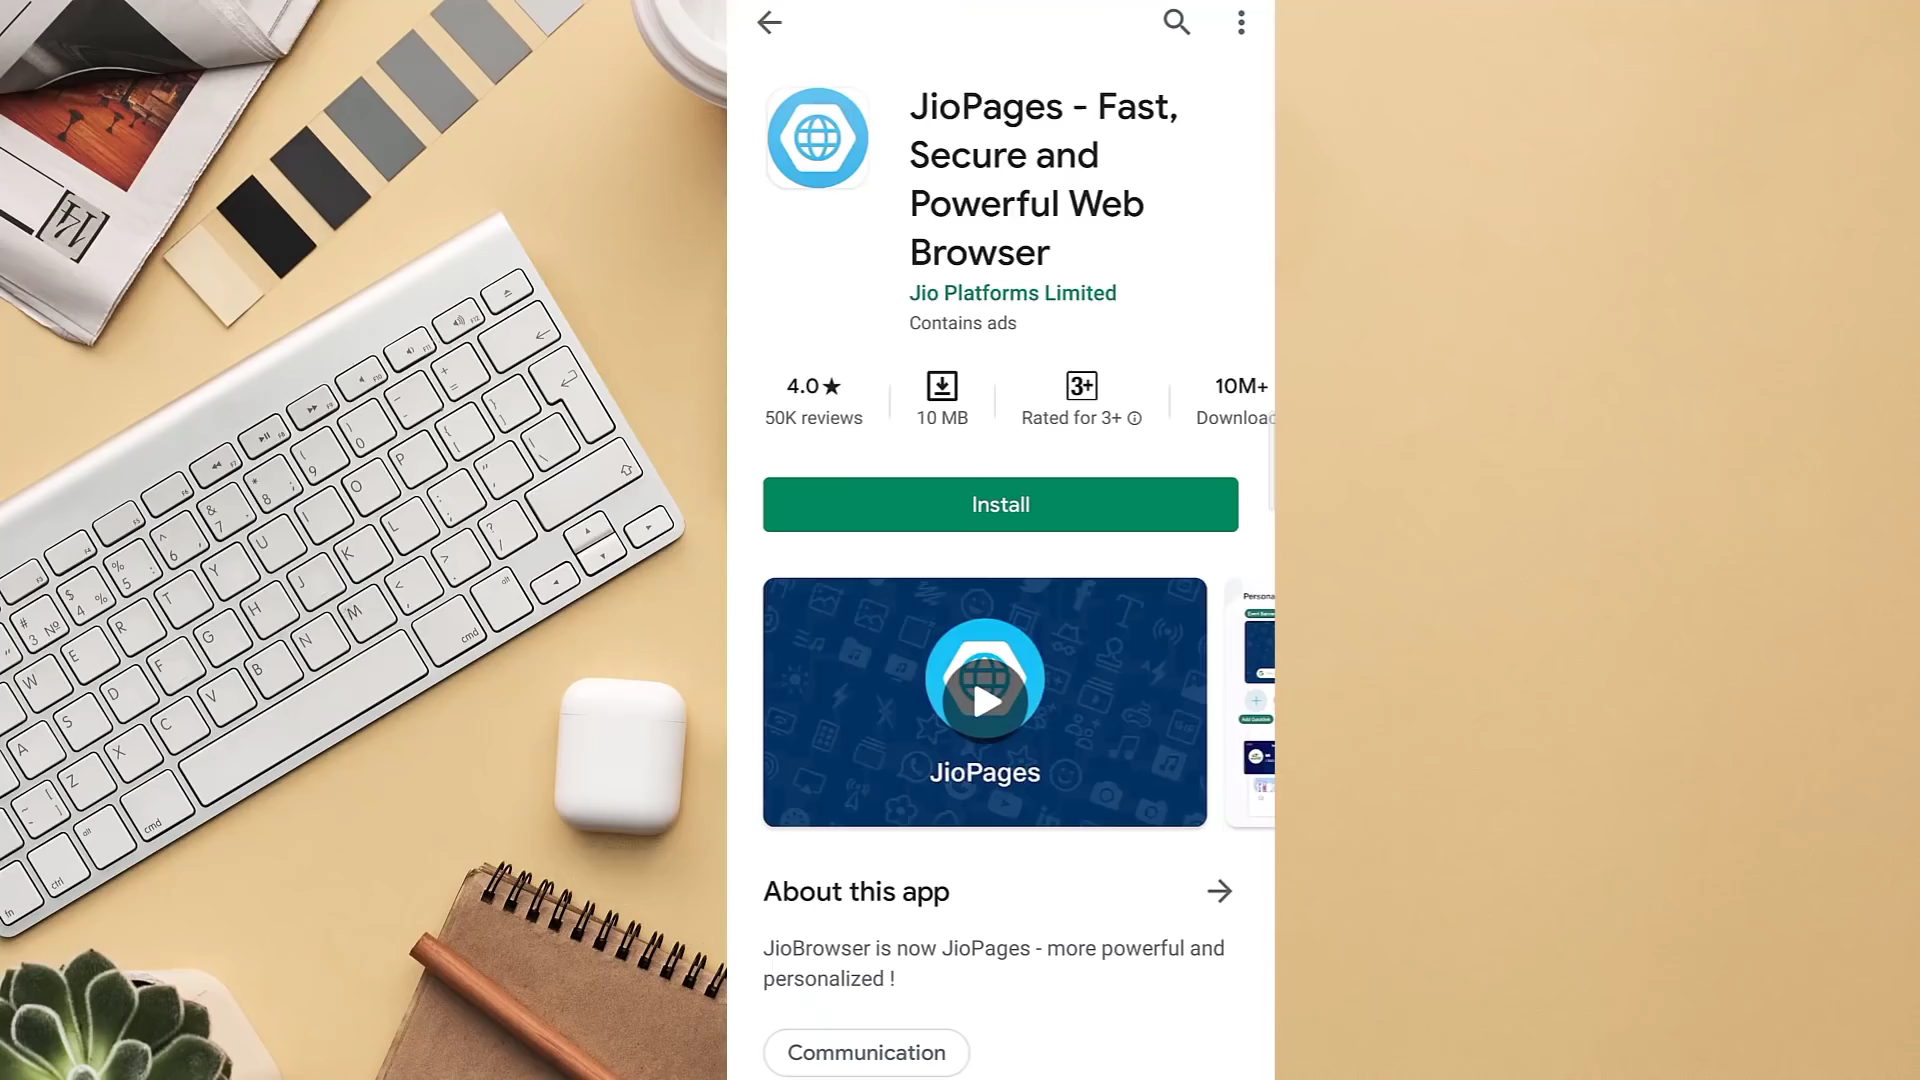 JioPages - Fast,
Secure and
Powerful Web
Browser
Jio Platforms Limited
Contains ads
4.0★
50K reviews
10 MB
3+
Rated for 3+
10M+
Install
JioPages
About this app
JioBrowser is now JioPages - more powerful and
personalized !
Communication